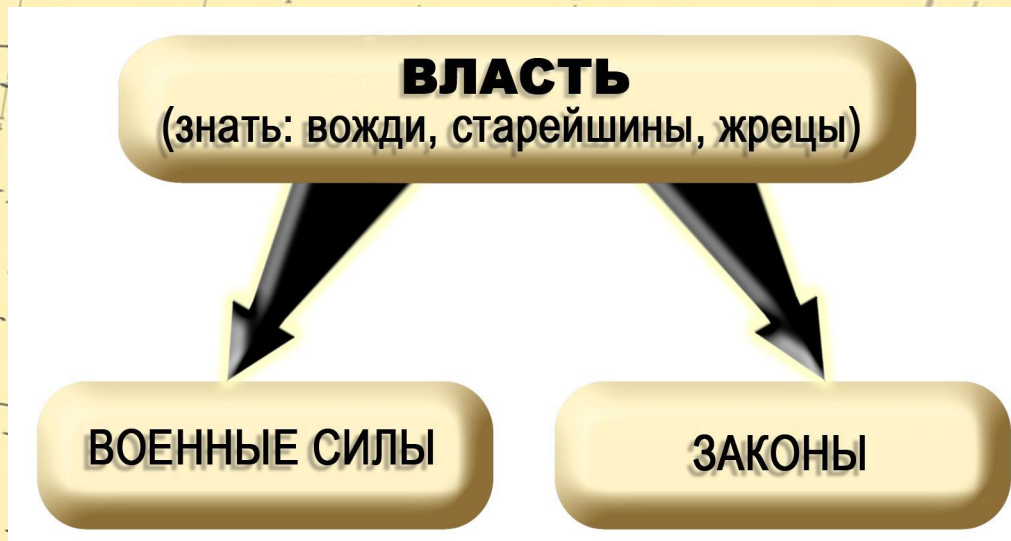 ВЛАСТЬ
(знать: вожди, старейшины, жрецы)
ВОЕННЫЕ СИЛЫ
ЗАКОНЫ